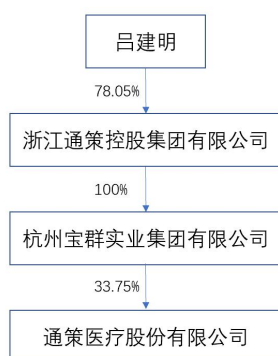 吕建明
78.05%
浙江通策控股集团有限公司
100%
杭州宝群实业集团有限公司
33.75%
通策医疗股份有限公司